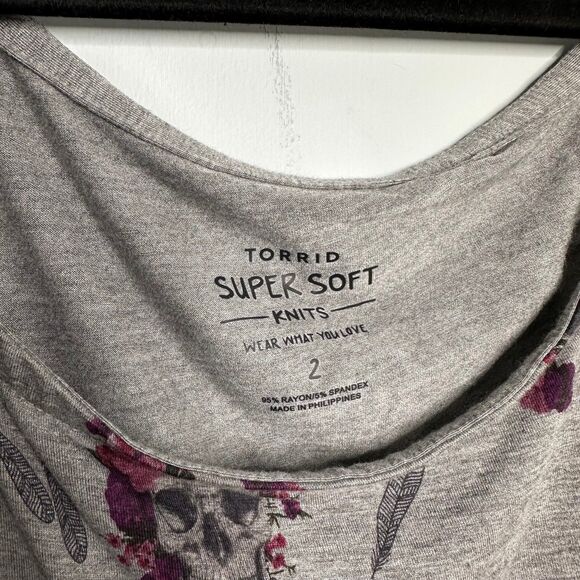 TORRID
SUPER SOFT
KNITS
WEAR WHAT YOU LOVE
2
95% RAYON/5% SPANDEX
MADE IN PHILIPPINES